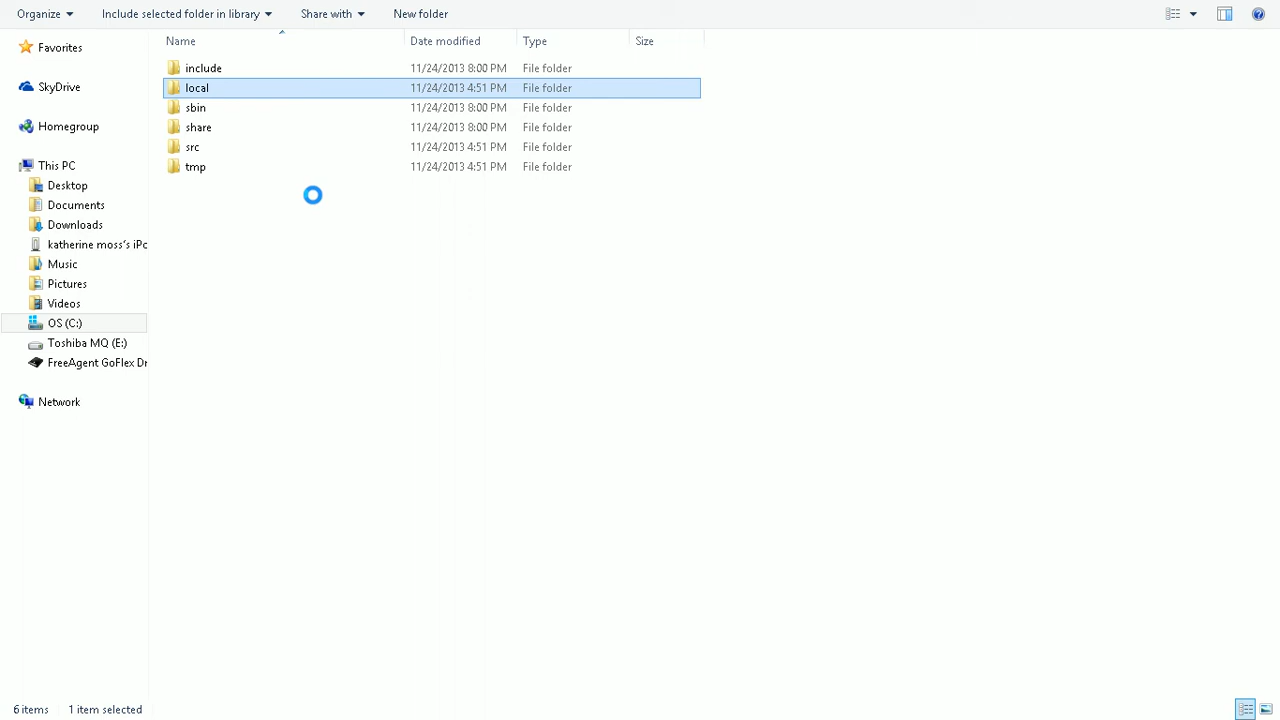 Organize Include selected folder in library Share with New folder
Name Date modified Type Size
Favorites
SkyDrive
Homegroup
This PC
Desktop
Documents
Downloads
katherine moss's iPo
Music
Pictures
Videos
OS (C:)
Toshiba MQ (E:)
FreeAgent GoFlex Dr
Network
include 11/24/2013 8:00 PM File folder
local 11/24/2013 4:51 PM File folder
sbin 11/24/2013 8:00 PM File folder
share 11/24/2013 8:00 PM File folder
src 11/24/2013 4:51 PM File folder
tmp 11/24/2013 4:51 PM File folder
6 items 1 item selected